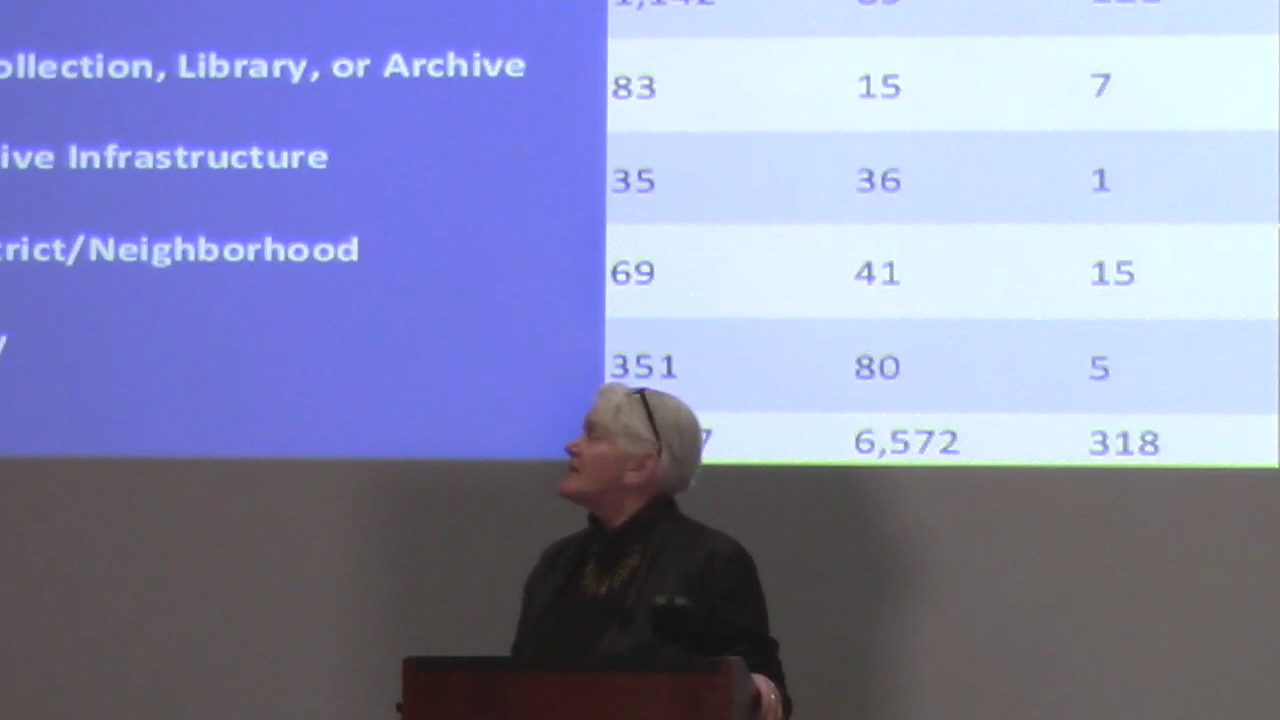 ollection, Library, or Archive 83 15 7
ive Infrastructure 35 36 1
trict/Neighborhood 69 41 15
351 80 5
7 6,572 318